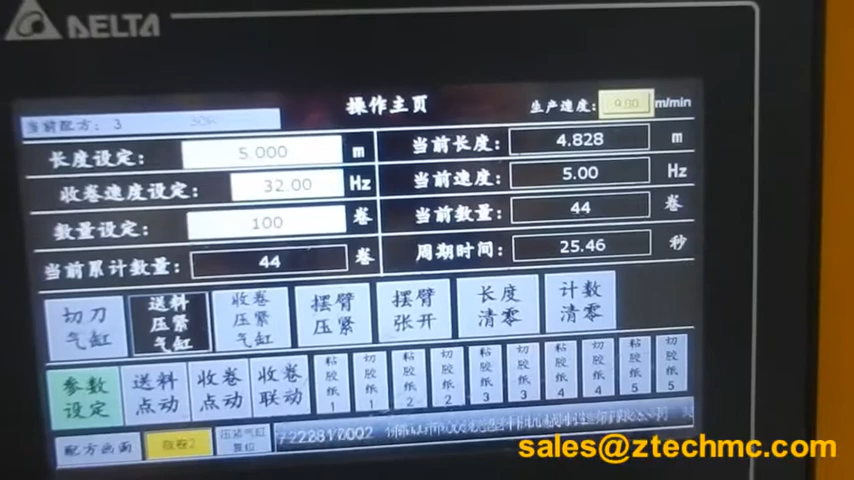 DELTA
操作主页
生产速度: 9.00 m/min
当前配方: 3
长度设定: 5.000 m
当前长度: 4.828 m
收卷速度设定: 32.00 Hz
当前速度: 5.00 Hz
数量设定: 100 卷
当前数量: 44 卷
当前累计数量: 44 卷
周期时间: 25.46 秒
切刀气缸
送料压紧气缸
收卷压紧气缸
摆臂压紧
摆臂张开
长度清零
计数清零
参数设定
送料点动
收卷点动
收卷联动
粘胶纸1
切胶纸1
粘胶纸2
切胶纸2
粘胶纸3
切胶纸3
粘胶纸4
切胶纸4
粘胶纸5
切胶纸5
配方画面
压紧气缸复位
sales@ztechmc.com